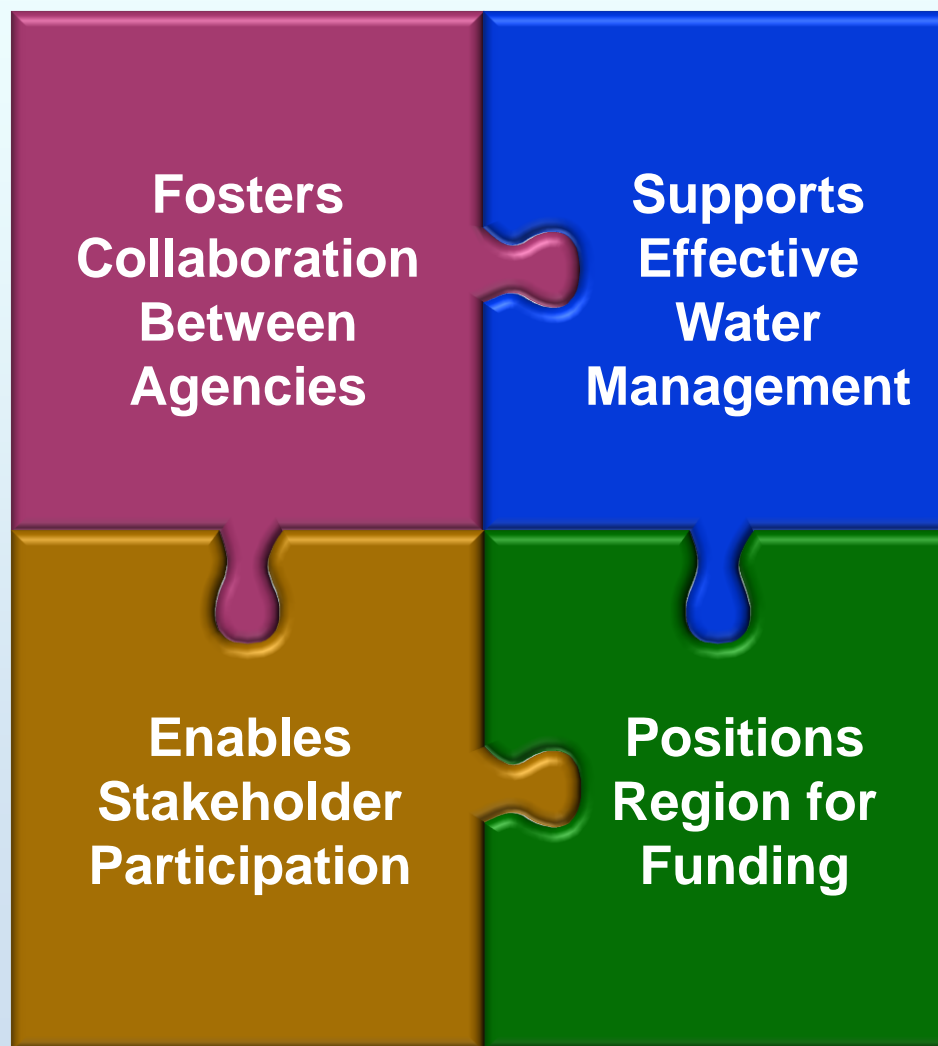 Fosters
Collaboration
Between
Agencies
Supports
Effective
Water
Management
Enables
Stakeholder
Participation
Positions
Region for
Funding